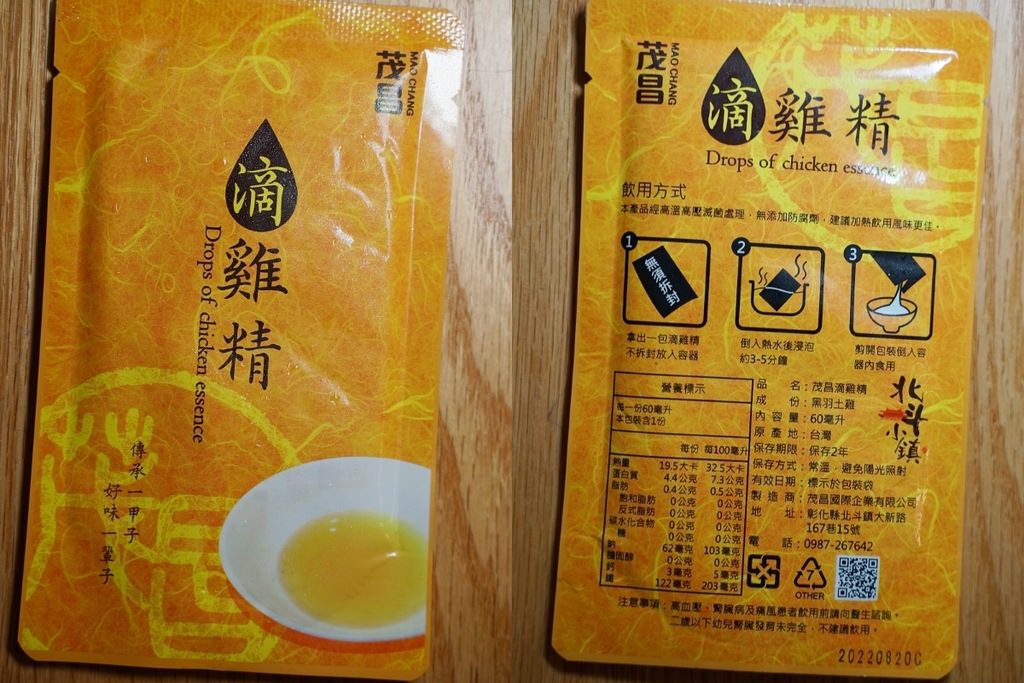 茂昌
MAO CHANG
滴雞精
Drops of chicken essence
傳承一甲子
好味一輩子
茂昌
MAO CHANG
滴雞精
Drops of chicken essence
飲用方式
本產品經高溫高壓滅菌處理，無添加防腐劑，建議加熱飲用風味更佳。
1
無須拆封
2
3
拿出一包滴雞精
不拆封放入容器
倒入熱水後浸泡
約3-5分鐘
剪開包裝倒入容
器內食用
營養標示
每一份60毫升
本包裝含1份
每份 每100毫升
熱量 19.5大卡 32.5大卡
蛋白質 4.4公克 7.3公克
脂肪 0.4公克 0.5公克
飽和脂肪 0公克 0公克
反式脂肪 0公克 0公克
碳水化合物 0公克 0公克
糖 0公克 0公克
鈉 62毫克 103毫克
膽固醇 0公克 0公克
鈣 3毫克 5毫克
鐵 122毫克 203毫克
品名：茂昌滴雞精
成份：黑羽土雞
內容量：60毫升
原產地：台灣
保存期限：保存2年
保存方式：常溫，避免陽光照射
有效日期：標示於包裝袋
製造商：茂昌國際企業有限公司
地址：彰化縣北斗鎮大新路
167巷15號
電話：0987-267642
北斗小鎮
7
OTHER
注意事項：高血壓、腎臟病及痛風患者飲用前請向醫生諮詢。
二歲以下幼兒腎臟發育未完全，不建議飲用。
20220820C